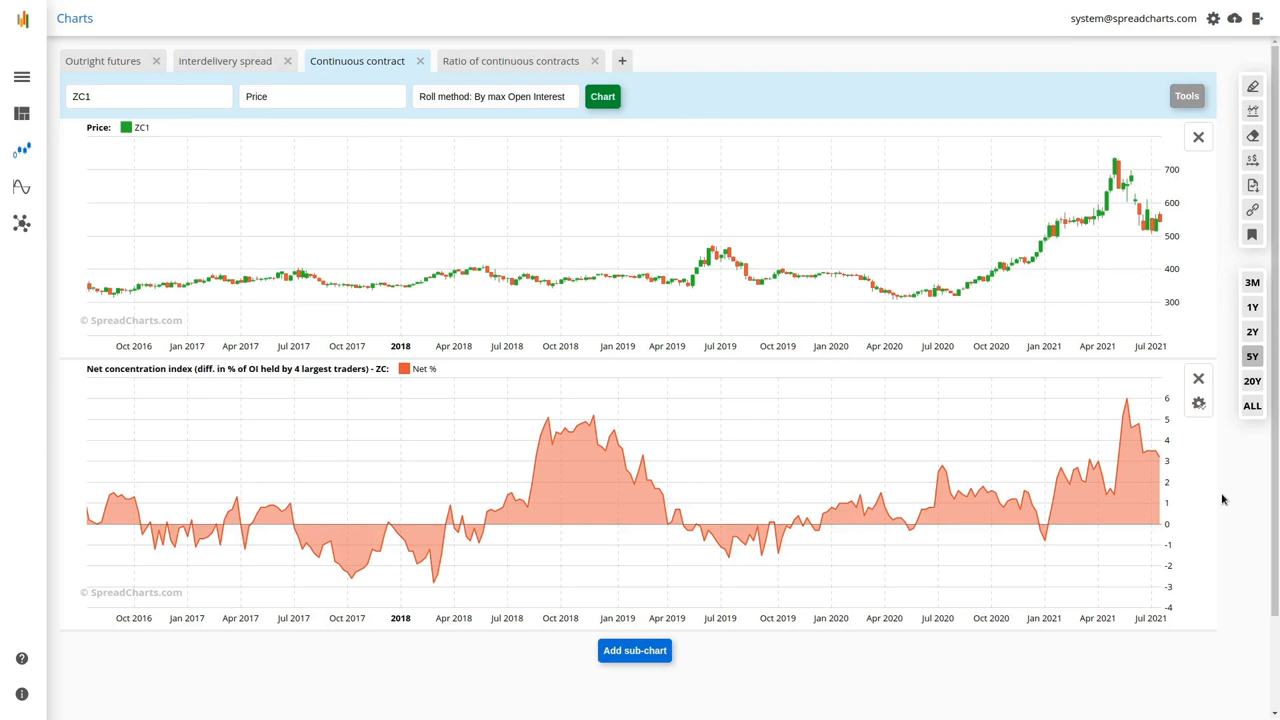 Charts
system@spreadcharts.com
Outright futures
Interdelivery spread
Continuous contract
Ratio of continuous contracts
+
ZC1
Price
Roll method: By max Open Interest
Chart
Tools
Price: ZC1
700
600
500
400
300
© SpreadCharts.com
Oct 2016 Jan 2017 Apr 2017 Jul 2017 Oct 2017 2018 Apr 2018 Jul 2018 Oct 2018 Jan 2019 Apr 2019 Jul 2019 Oct 2019 Jan 2020 Apr 2020 Jul 2020 Oct 2020 Jan 2021 Apr 2021 Jul 2021
Net concentration index (diff. in % of OI held by 4 largest traders) - ZC: Net %
6
5
4
3
2
1
0
-1
-2
-3
-4
© SpreadCharts.com
Oct 2016 Jan 2017 Apr 2017 Jul 2017 Oct 2017 2018 Apr 2018 Jul 2018 Oct 2018 Jan 2019 Apr 2019 Jul 2019 Oct 2019 Jan 2020 Apr 2020 Jul 2020 Oct 2020 Jan 2021 Apr 2021 Jul 2021
Add sub-chart
3M
1Y
2Y
5Y
20Y
ALL